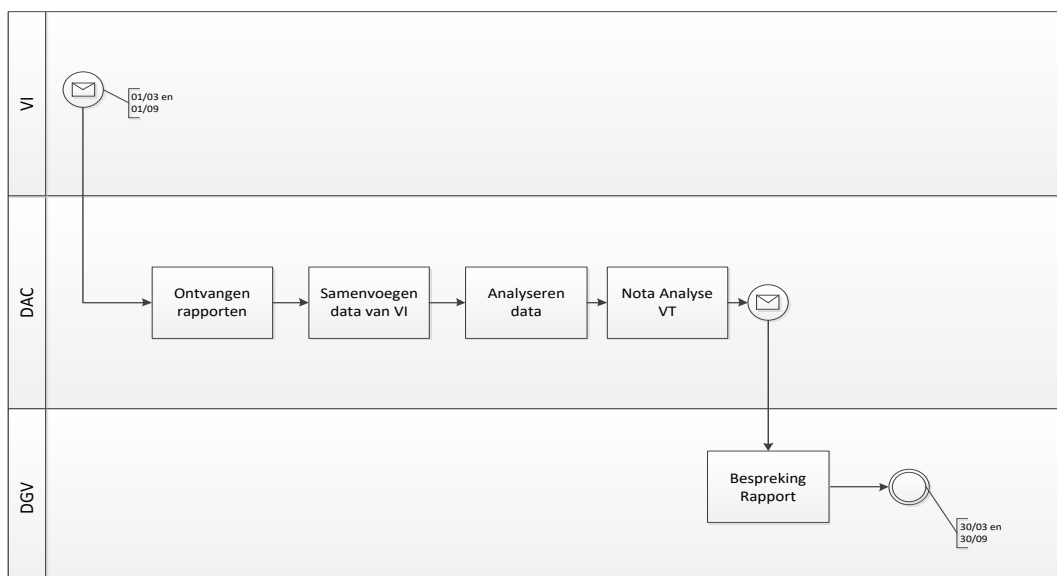 VI
01/03 en
01/09
DAC
Ontvangen
rapporten
Samenvoegen
data van VI
Analyseren
data
Nota Analyse
VT
DGV
Bespreking
Rapport
30/03 en
30/09